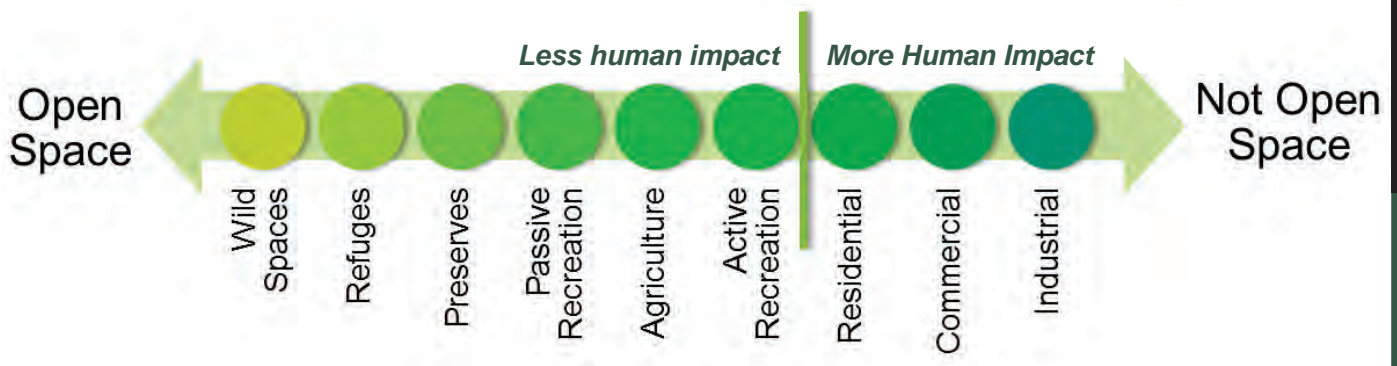 Less human impact
More Human Impact
Open
Space
Not Open
Space
Wild
Spaces
Refuges
Preserves
Passive
Recreation
Agriculture
Active
Recreation
Residential
Commercial
Industrial